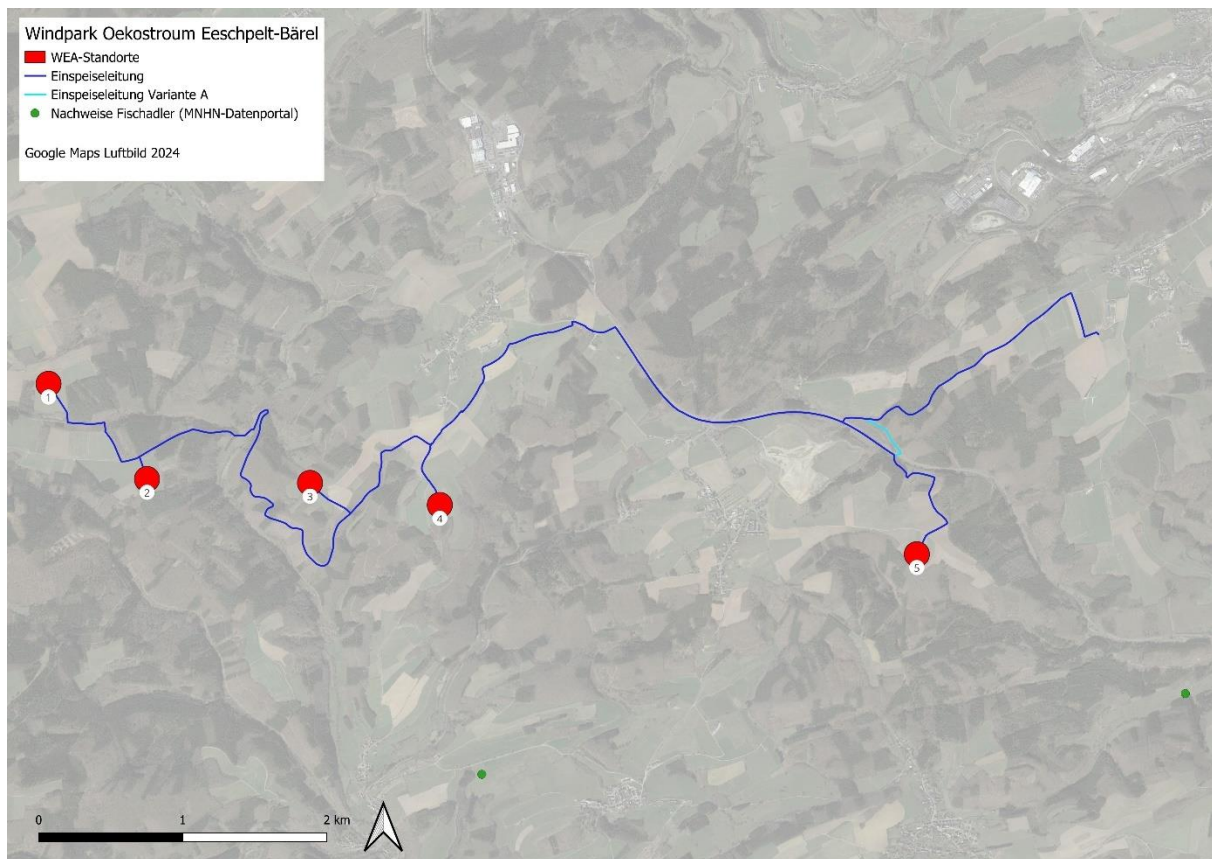 Windpark Oekostroum Eeschpelt-Bärel
WEA-Standorte
Einspeiseleitung
Einspeiseleitung Variante A
Nachweise Fischadler (MNHN-Datenportal)
Google Maps Luftbild 2024
1
2
3
4
5
0 1 2 km